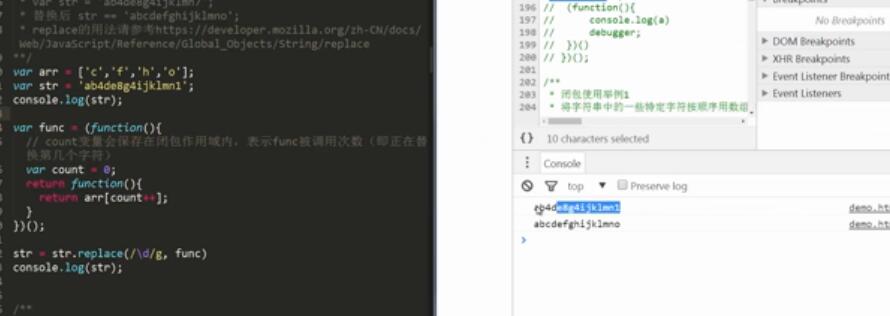 * var str = 'ab4de8g4ijklmn7';
* 替换后 str == 'abcdefghijklmno';
* replace的用法请参考https://developer.mozilla.org/zh-CN/docs/
Web/JavaScript/Reference/Global_Objects/String/replace
**/
var arr = ['c','f','h','o'];
var str = 'ab4de8g4ijklmn1';
console.log(str);
var func = (function(){
// count变量会保存在闭包作用域内，表示func被调用次数（即正在替
换第几个字符）
var count = 0;
return function(){
return arr[count++];
}
})();
str = str.replace(/\d/g, func)
console.log(str);
/**
196 // (function(){
197 // console.log(a)
198 // debugger;
199 // })()
200 // })();
201
202 /**
203 * 闭包使用举例1
204 * 将字符串中的一些特定字符按顺序用数组
{} 10 characters selected
Breakpoints
No Breakpoints
DOM Breakpoints
XHR Breakpoints
Event Listener Breakpoint
Event Listeners
Console
top Preserve log
ab4de8g4ijklmn1 demo.ht
abcdefghijklmno demo.ht
>